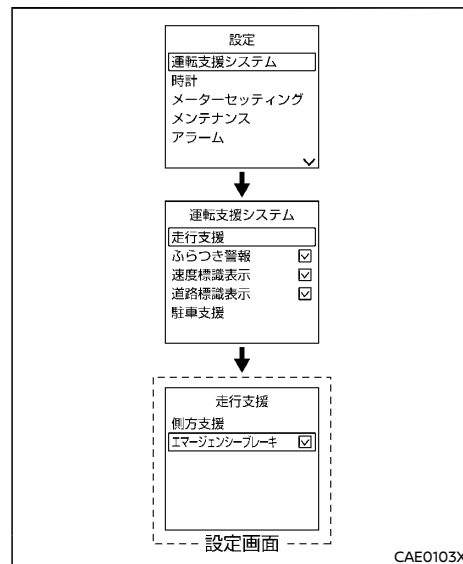 設定
運転支援システム
時計
メーターセッティング
メンテナンス
アラーム
運転支援システム
走行支援
ふらつき警報
速度標識表示
道路標識表示
駐車支援
走行支援
側方支援
エマージェンシーブレーキ
設定画面
CAE0103X